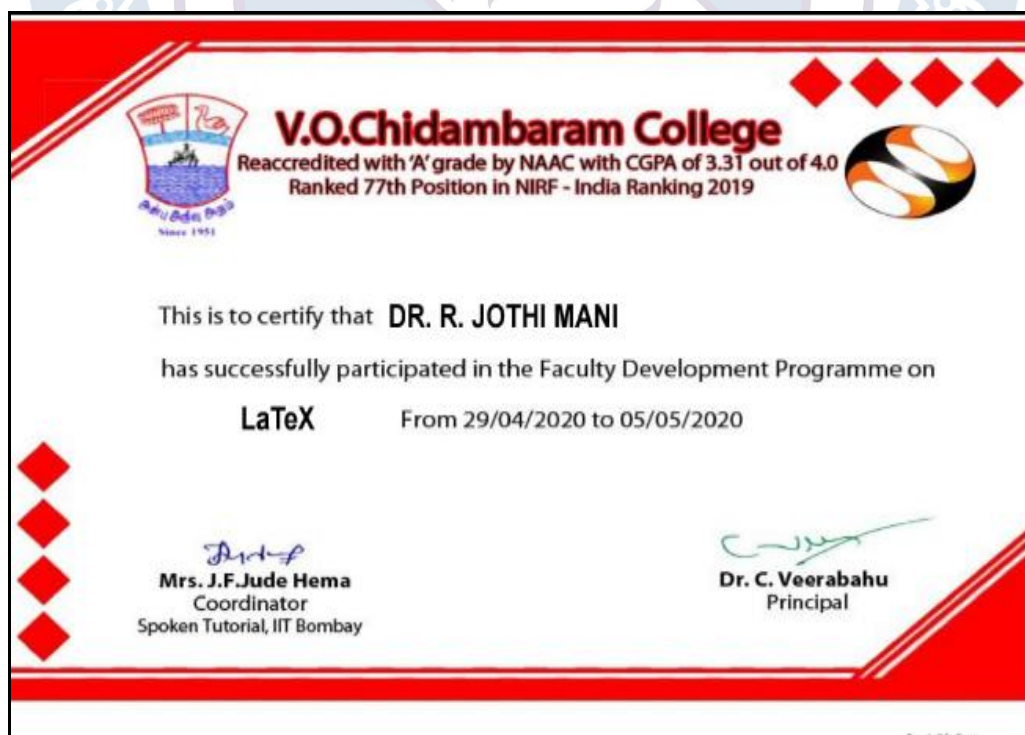 V.O.Chidambaram College
Reaccredited with 'A' grade by NAAC with CGPA of 3.31 out of 4.0
Ranked 77th Position in NIRF - India Ranking 2019
Since 1951
This is to certify that DR. R. JOTHI MANI
has successfully participated in the Faculty Development Programme on
LaTeX From 29/04/2020 to 05/05/2020
Mrs. J.F.Jude Hema
Coordinator
Spoken Tutorial, IIT Bombay
Dr. C. Veerabahu
Principal